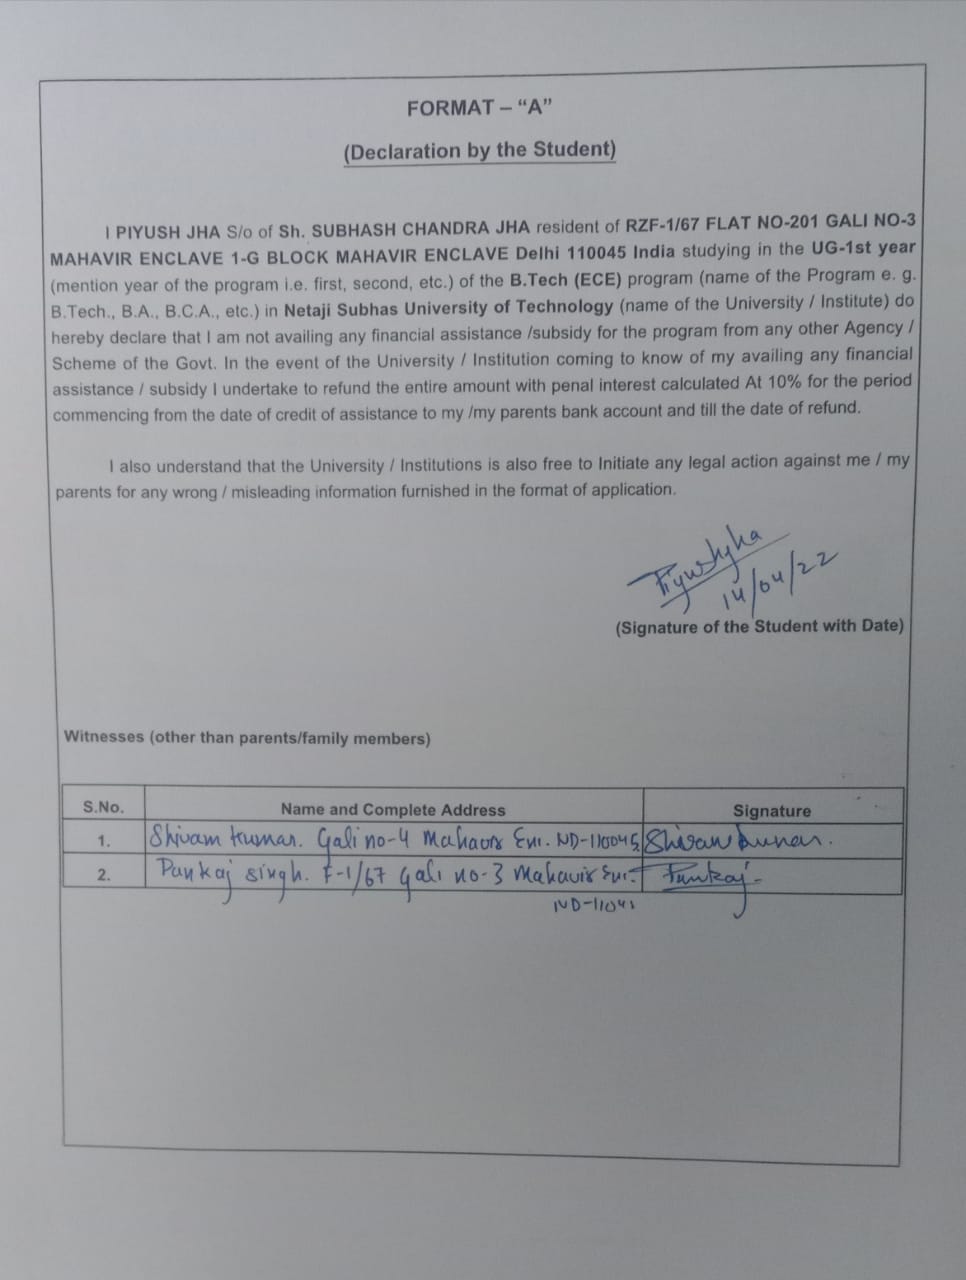 FORMAT – “A”
(Declaration by the Student)
I PIYUSH JHA S/o of Sh. SUBHASH CHANDRA JHA resident of RZF-1/67 FLAT NO-201 GALI NO-3
MAHAVIR ENCLAVE 1-G BLOCK MAHAVIR ENCLAVE Delhi 110045 India studying in the UG-1st year
(mention year of the program i.e. first, second, etc.) of the B.Tech (ECE) program (name of the Program e. g.
B.Tech., B.A., B.C.A., etc.) in Netaji Subhas University of Technology (name of the University / Institute) do
hereby declare that I am not availing any financial assistance /subsidy for the program from any other Agency /
Scheme of the Govt. In the event of the University / Institution coming to know of my availing any financial
assistance / subsidy I undertake to refund the entire amount with penal interest calculated At 10% for the period
commencing from the date of credit of assistance to my /my parents bank account and till the date of refund.
I also understand that the University / Institutions is also free to Initiate any legal action against me / my
parents for any wrong / misleading information furnished in the format of application.
Piyush Jha
14/04/22
(Signature of the Student with Date)
Witnesses (other than parents/family members)
S.No. Name and Complete Address Signature
1. Shivam Kumar. Gali no-4 Mahavir Enc. ND-110045 Shivam Kumar.
2. Pankaj Singh. F-1/67 Gali no-3 Mahavir Enc. Pankaj
ND-11045